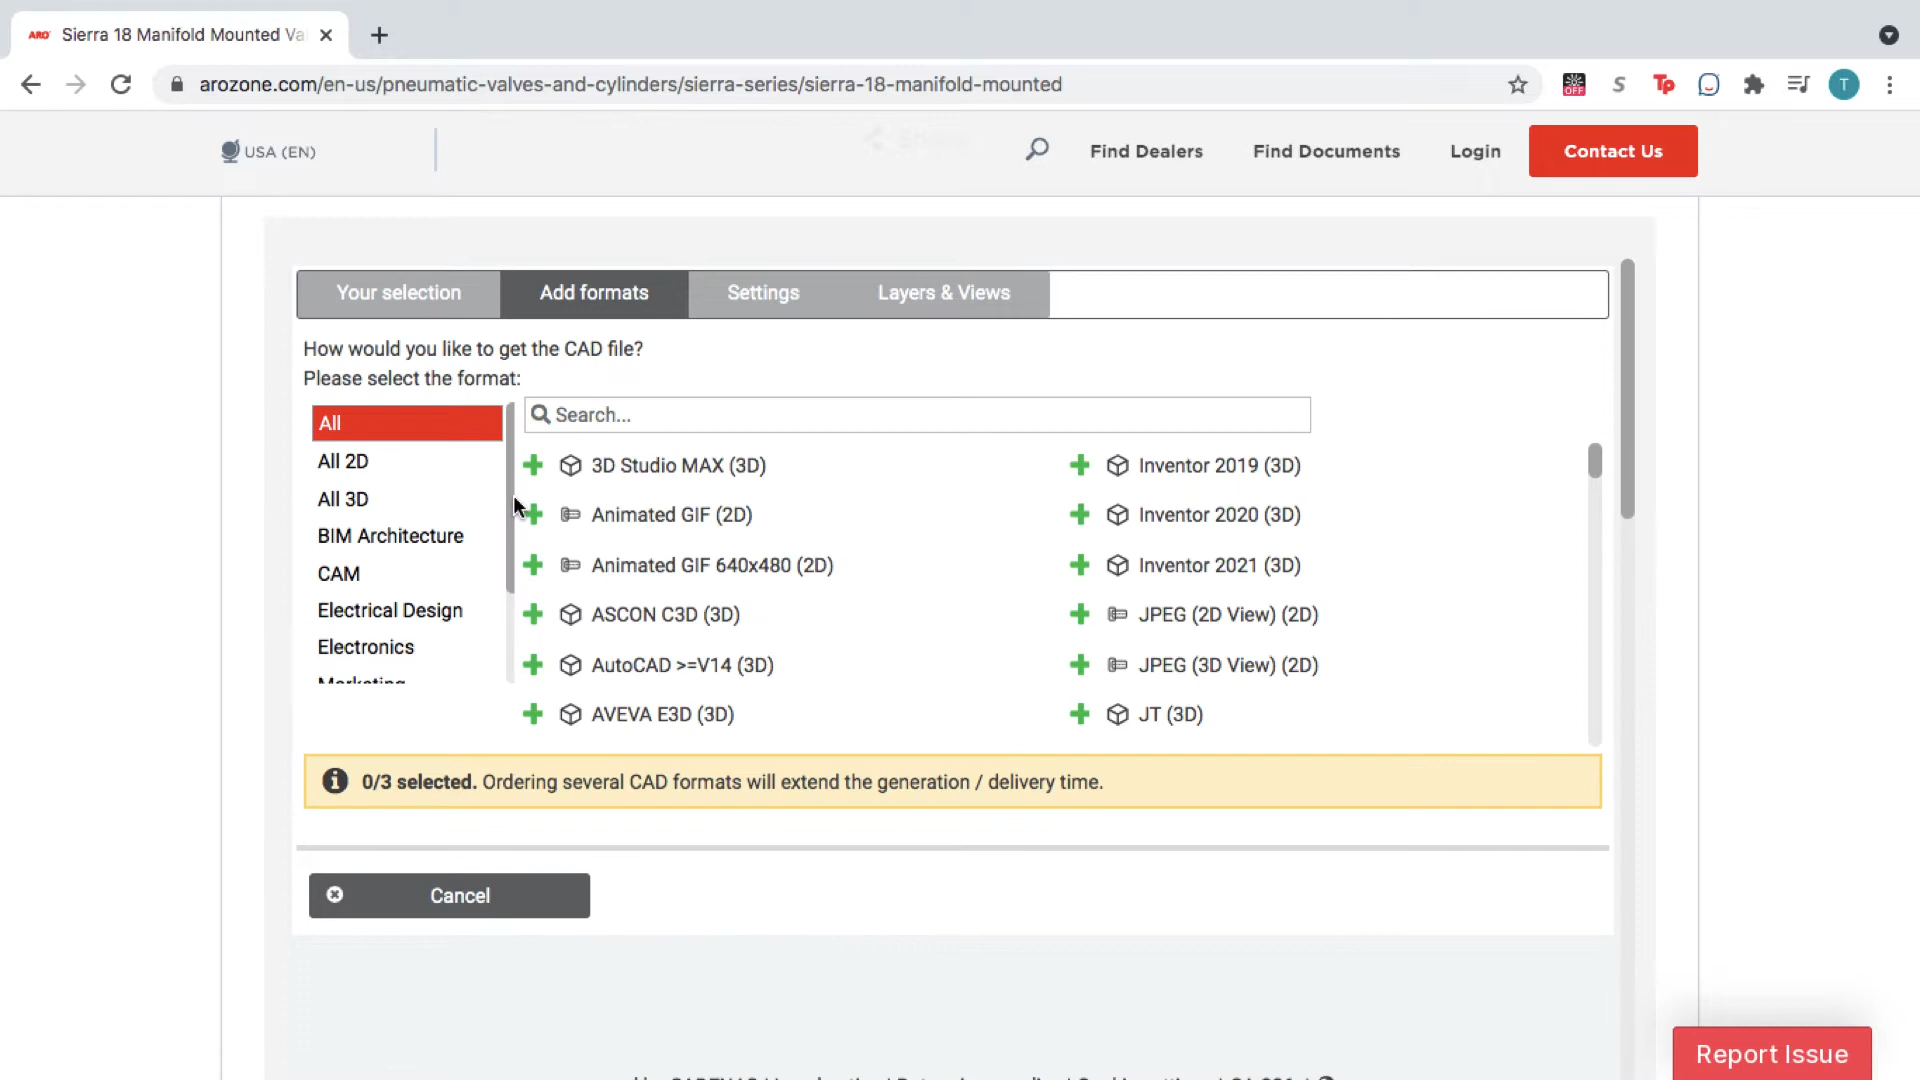 ARO Sierra 18 Manifold Mounted Va
arozone.com/en-us/pneumatic-valves-and-cylinders/sierra-series/sierra-18-manifold-mounted
OFF S Tp T
USA (EN) Find Dealers Find Documents Login Contact Us
Your selection Add formats Settings Layers & Views
How would you like to get the CAD file?
Please select the format:
All
Search...
All 2D
All 3D
BIM Architecture
CAM
Electrical Design
Electronics
Marketing
3D Studio MAX (3D) Inventor 2019 (3D)
Animated GIF (2D) Inventor 2020 (3D)
Animated GIF 640x480 (2D) Inventor 2021 (3D)
ASCON C3D (3D) JPEG (2D View) (2D)
AutoCAD >=V14 (3D) JPEG (3D View) (2D)
AVEVA E3D (3D) JT (3D)
0/3 selected. Ordering several CAD formats will extend the generation / delivery time.
Cancel
Report Issue